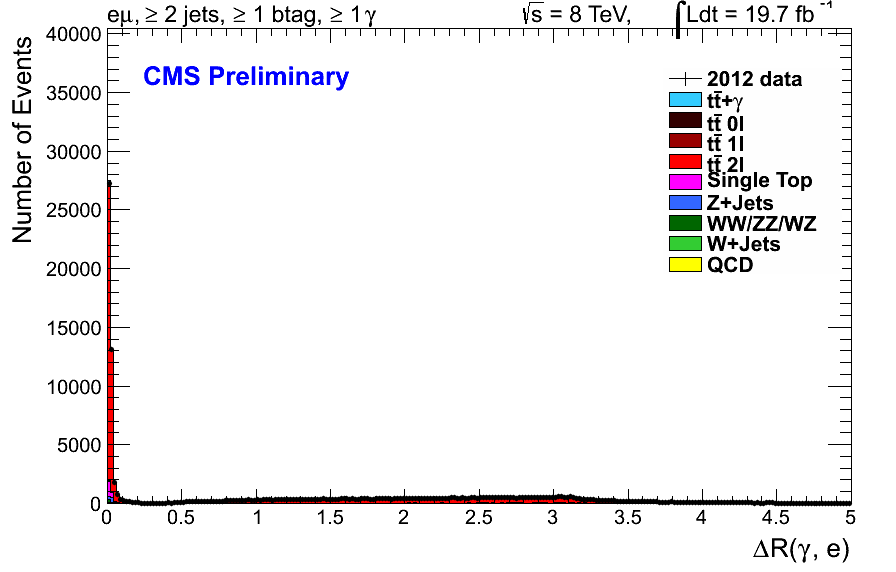 eμ, ≥ 2 jets, ≥ 1 btag, ≥ 1 γ √s = 8 TeV, ∫Ldt = 19.7 fb⁻¹
CMS Preliminary
Number of Events
40000
35000
30000
25000
20000
15000
10000
5000
0
2012 data
tt̄+γ
tt̄ 0l
tt̄ 1l
tt̄ 2l
Single Top
Z+Jets
WW/ZZ/WZ
W+Jets
QCD
0 0.5 1 1.5 2 2.5 3 3.5 4 4.5 5
ΔR(γ, e)